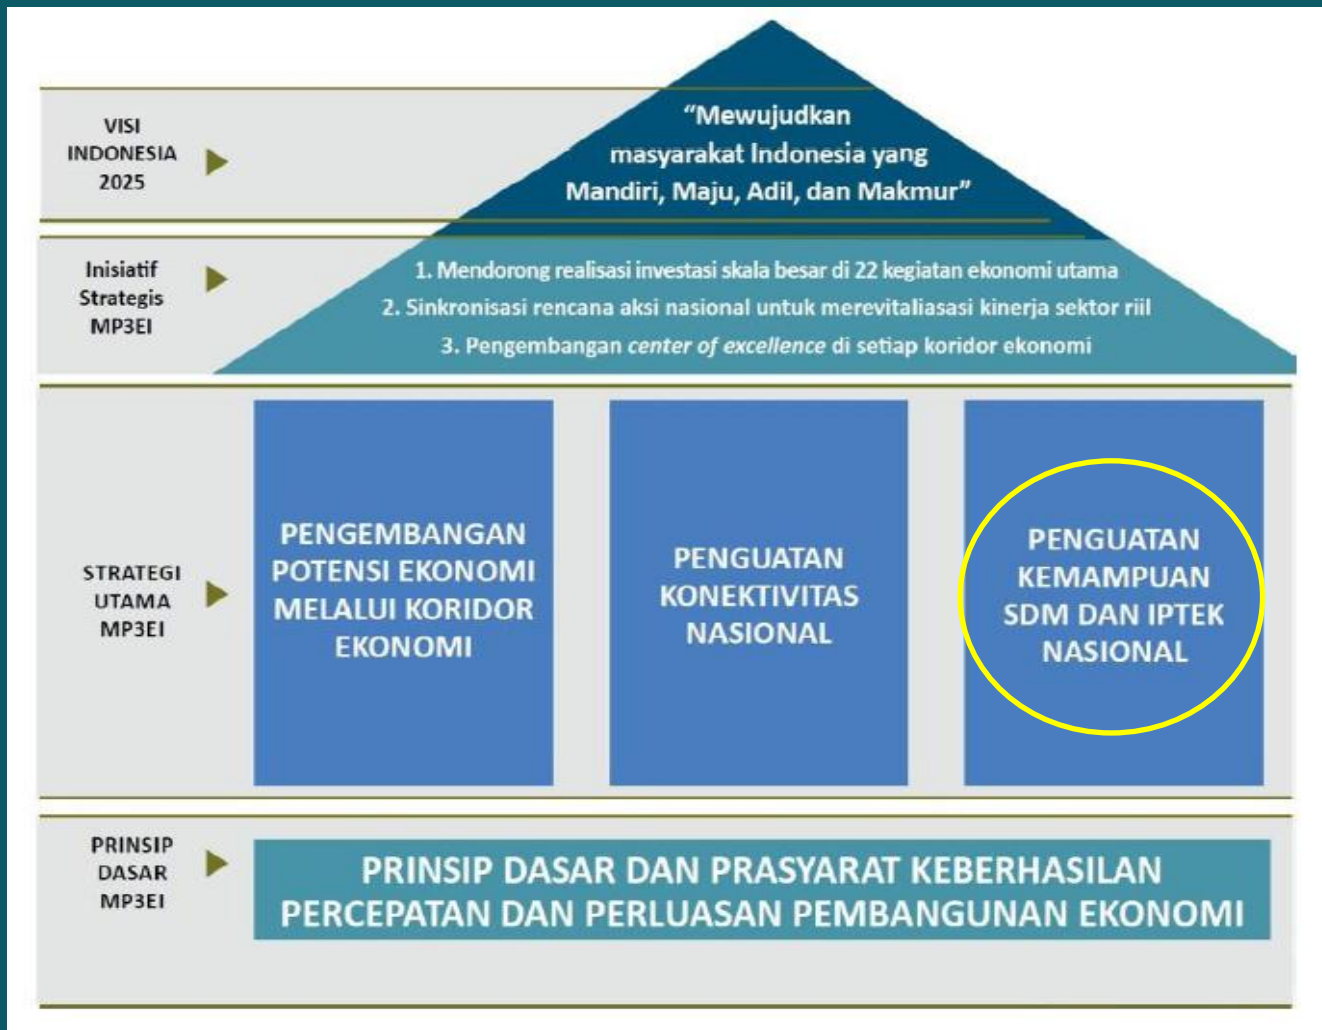 VISI
INDONESIA
2025
“Mewujudkan
masyarakat Indonesia yang
Mandiri, Maju, Adil, dan Makmur”
Inisiatif
Strategis
MP3EI
1. Mendorong realisasi investasi skala besar di 22 kegiatan ekonomi utama
2. Sinkronisasi rencana aksi nasional untuk merevitaliasasi kinerja sektor riil
3. Pengembangan center of excellence di setiap koridor ekonomi
STRATEGI
UTAMA
MP3EI
PENGEMBANGAN
POTENSI EKONOMI
MELALUI KORIDOR
EKONOMI
PENGUATAN
KONEKTIVITAS
NASIONAL
PENGUATAN
KEMAMPUAN
SDM DAN IPTEK
NASIONAL
PRINSIP
DASAR
MP3EI
PRINSIP DASAR DAN PRASYARAT KEBERHASILAN
PERCEPATAN DAN PERLUASAN PEMBANGUNAN EKONOMI